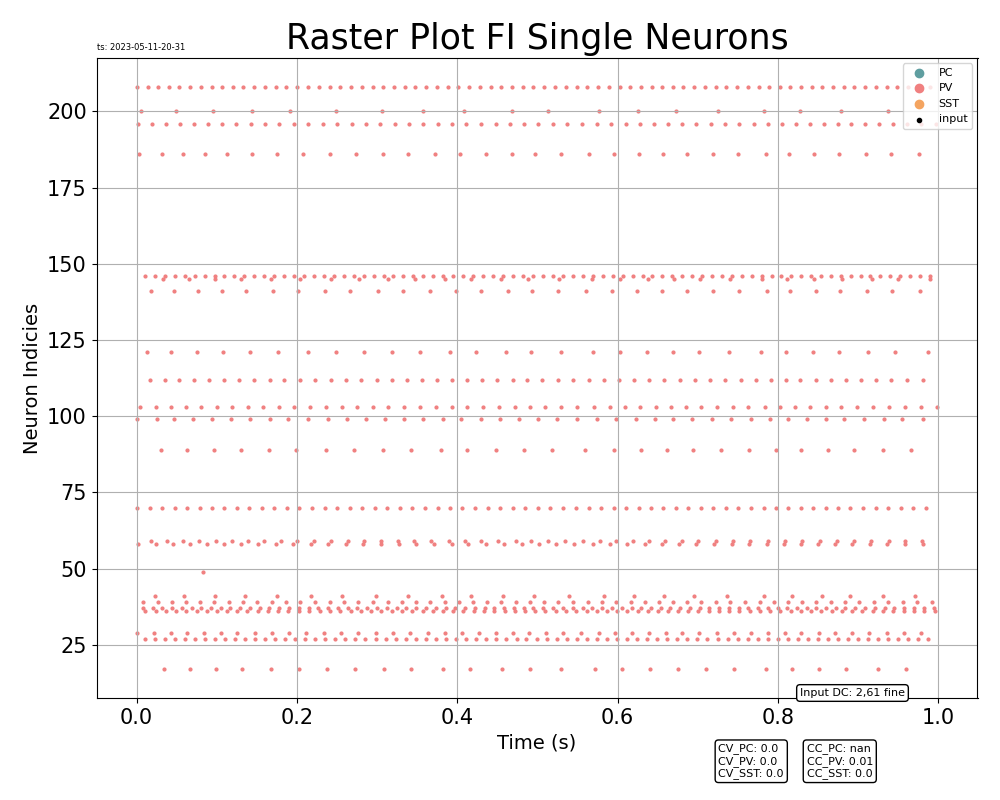 Raster Plot FI Single Neurons
ts: 2023-05-11-20-31
PC
PV
SST
input
200
175
150
125
100
75
50
25
Neuron Indicies
0.0 0.2 0.4 0.6 0.8 1.0
Time (s)
Input DC: 2,61 fine
CV_PC: 0.0
CV_PV: 0.0
CV_SST: 0.0
CC_PC: nan
CC_PV: 0.01
CC_SST: 0.0